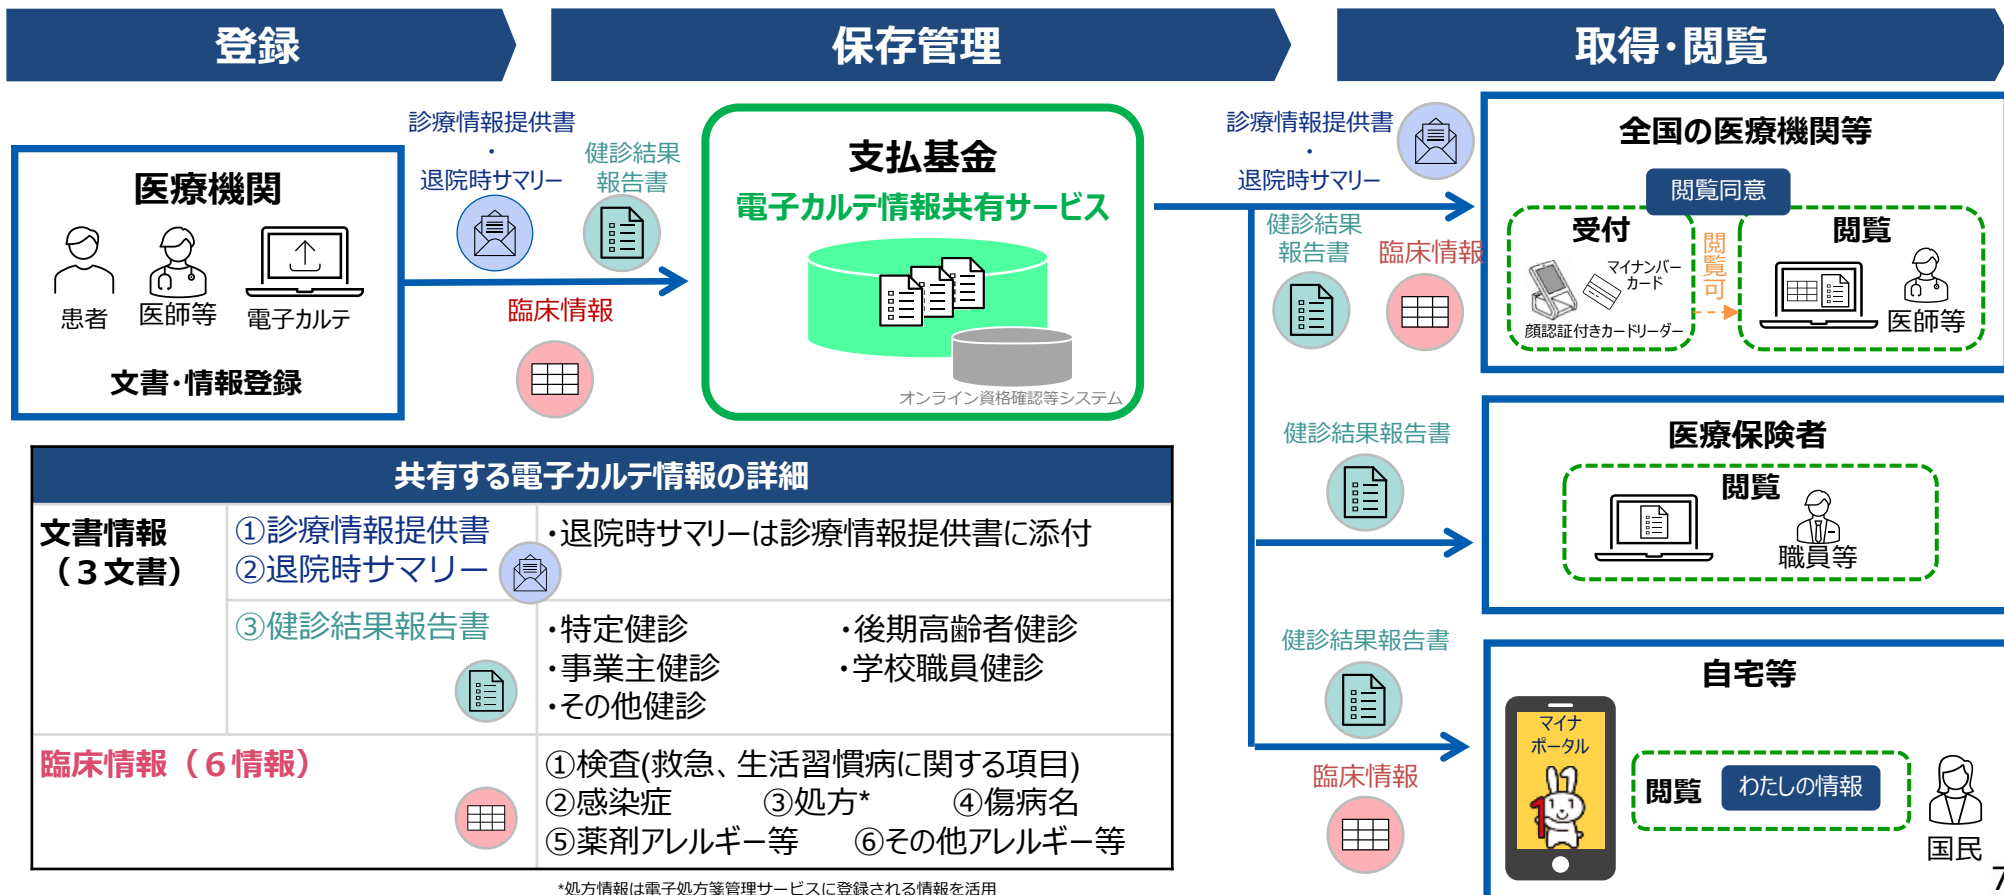 登録
保存管理
取得・閲覧
医療機関
患者
医師等
電子カルテ
文書・情報登録
診療情報提供書
・
退院時サマリー
健診結果
報告書
臨床情報
支払基金
電子カルテ情報共有サービス
オンライン資格確認等システム
診療情報提供書
・
退院時サマリー
健診結果
報告書
臨床情報
全国の医療機関等
閲覧同意
受付
マイナンバー
カード
顔認証付きカードリーダー
閲覧可
閲覧
医師等
健診結果報告書
医療保険者
閲覧
職員等
健診結果報告書
臨床情報
自宅等
マイナ
ポータル
1
閲覧
わたしの情報
国民
共有する電子カルテ情報の詳細
文書情報
（３文書）
①診療情報提供書
②退院時サマリー
・退院時サマリーは診療情報提供書に添付
③健診結果報告書
・特定健診 ・後期高齢者健診
・事業主健診 ・学校職員健診
・その他健診
臨床情報（６情報）
①検査(救急、生活習慣病に関する項目)
②感染症 ③処方* ④傷病名
⑤薬剤アレルギー等 ⑥その他アレルギー等
*処方情報は電子処方箋管理サービスに登録される情報を活用
7